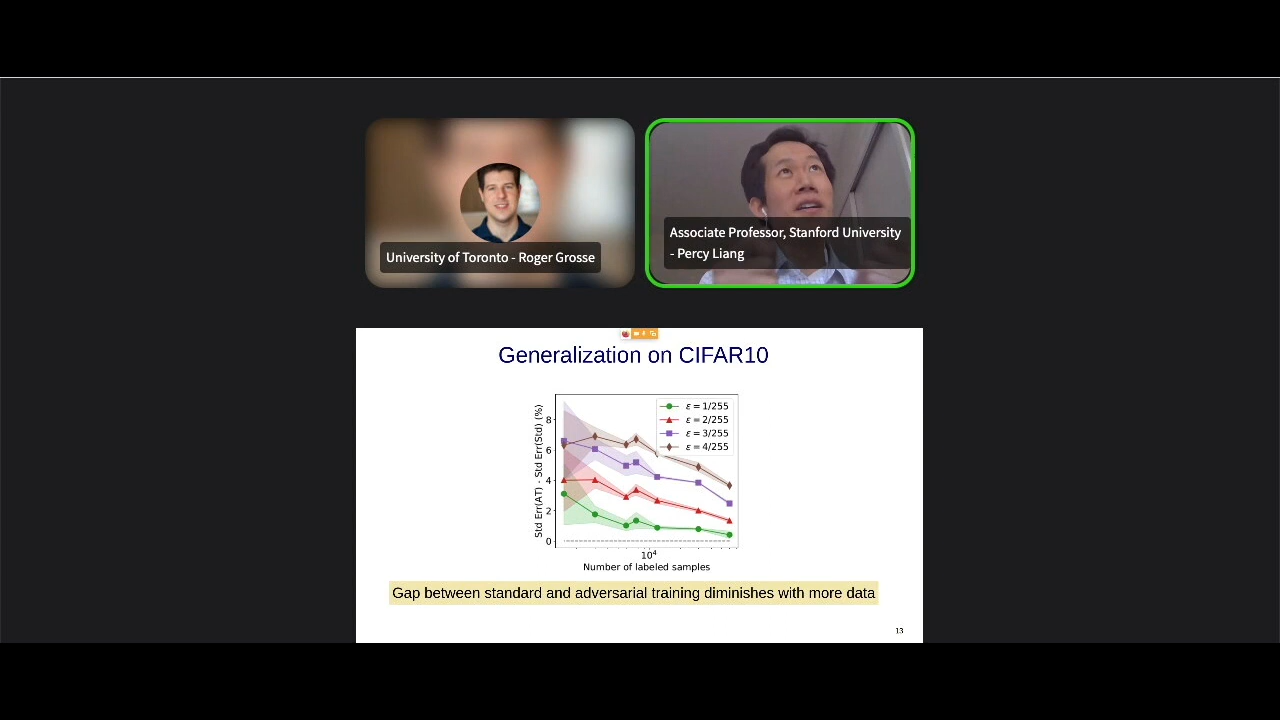 University of Toronto - Roger Grosse
Associate Professor, Stanford University
- Percy Liang
Generalization on CIFAR10
Std Err(AT) - Std Err(Std) (%)
8
6
4
2
0
ε = 1/255
ε = 2/255
ε = 3/255
ε = 4/255
10⁴
Number of labeled samples
Gap between standard and adversarial training diminishes with more data
13